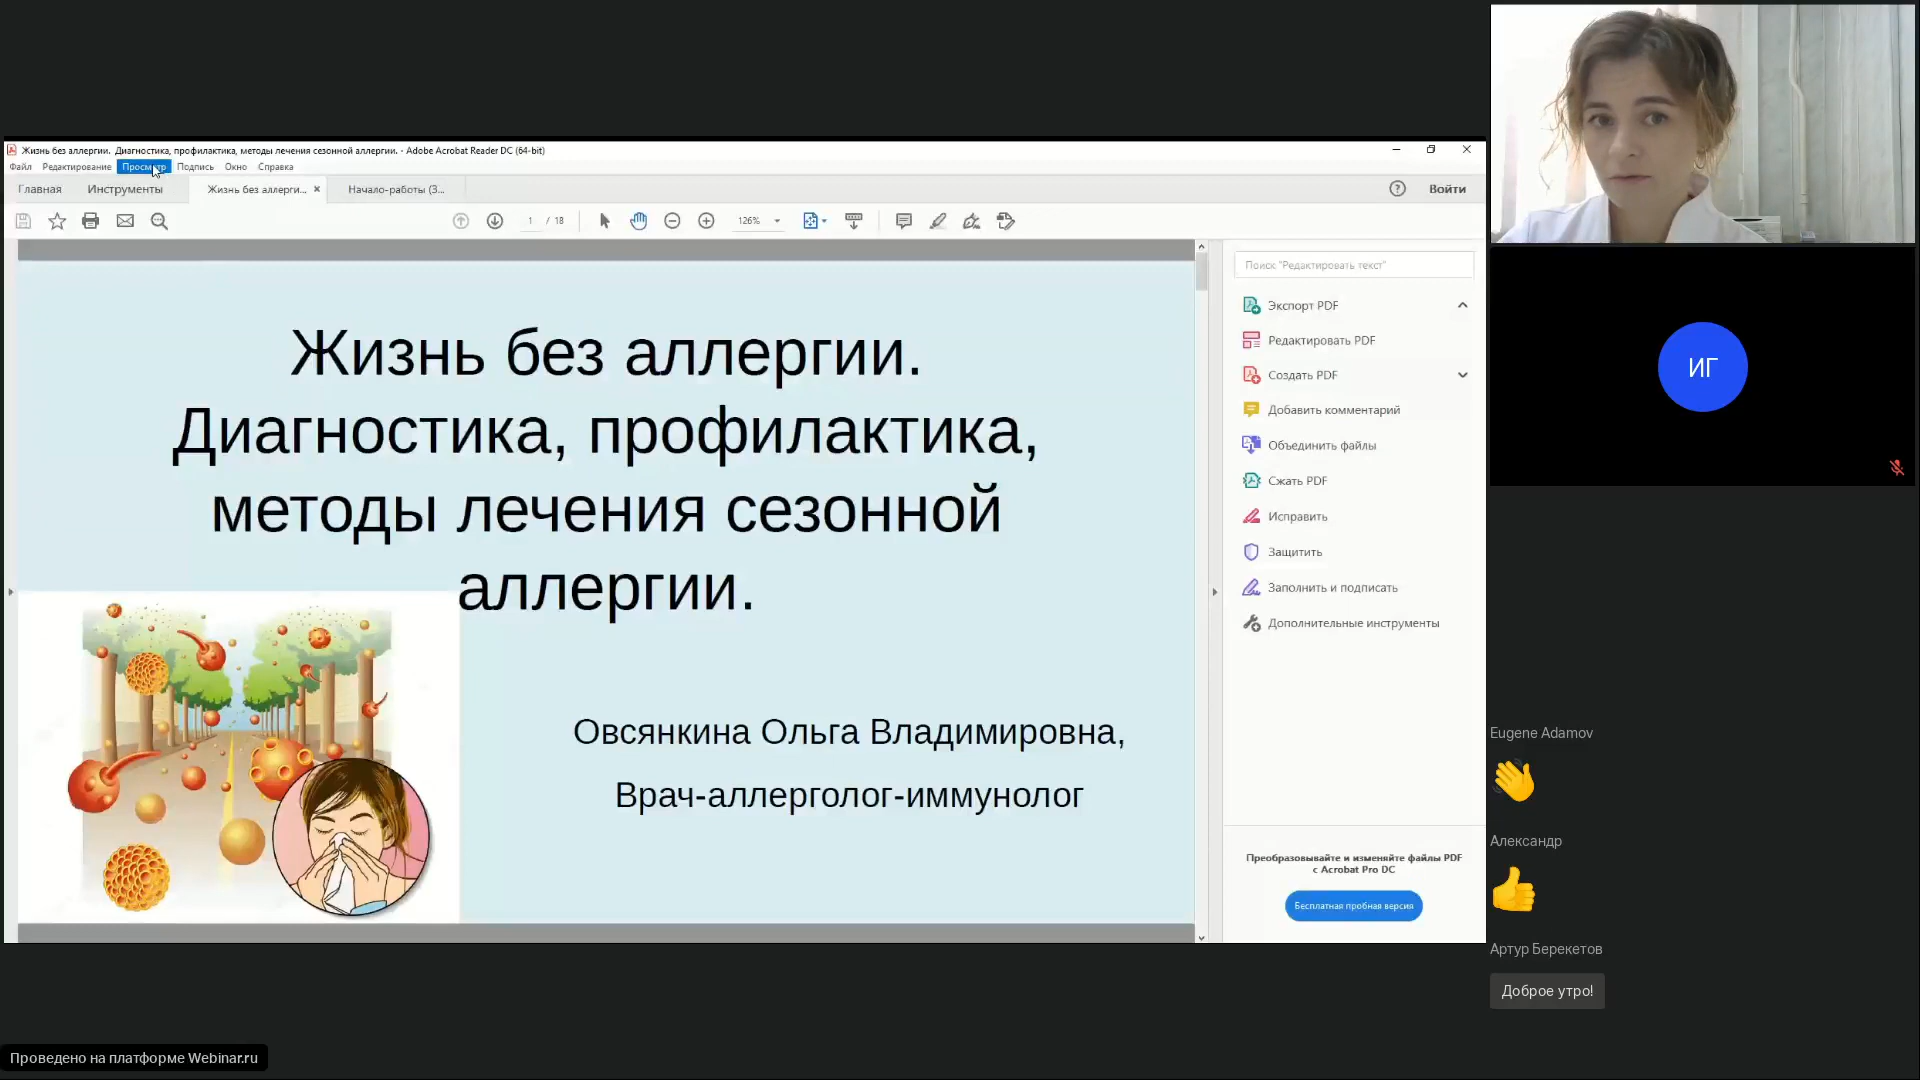 Жизнь без аллергии. Диагностика, профилактика, методы лечения сезонной аллергии. - Adobe Acrobat Reader DC (64-bit)
Файл Редактирование Просмотр Подпись Окно Справка
Главная Инструменты Жизнь без аллерги... × Начало-работы (3... ? Войти
1 / 18 126%
Жизнь без аллергии.
Диагностика, профилактика,
методы лечения сезонной
аллергии.
Овсянкина Ольга Владимировна,
Врач-аллерголог-иммунолог
Поиск "Редактировать текст"
Экспорт PDF
Редактировать PDF
Создать PDF
Добавить комментарий
Объединить файлы
Сжать PDF
Исправить
Защитить
Заполнить и подписать
Дополнительные инструменты
Преобразовывайте и изменяйте файлы PDF
с Acrobat Pro DC
Бесплатная пробная версия
ИГ
Eugene Adamov
👋
Александр
👍
Артур Берекетов
Доброе утро!
Проведено на платформе Webinar.ru